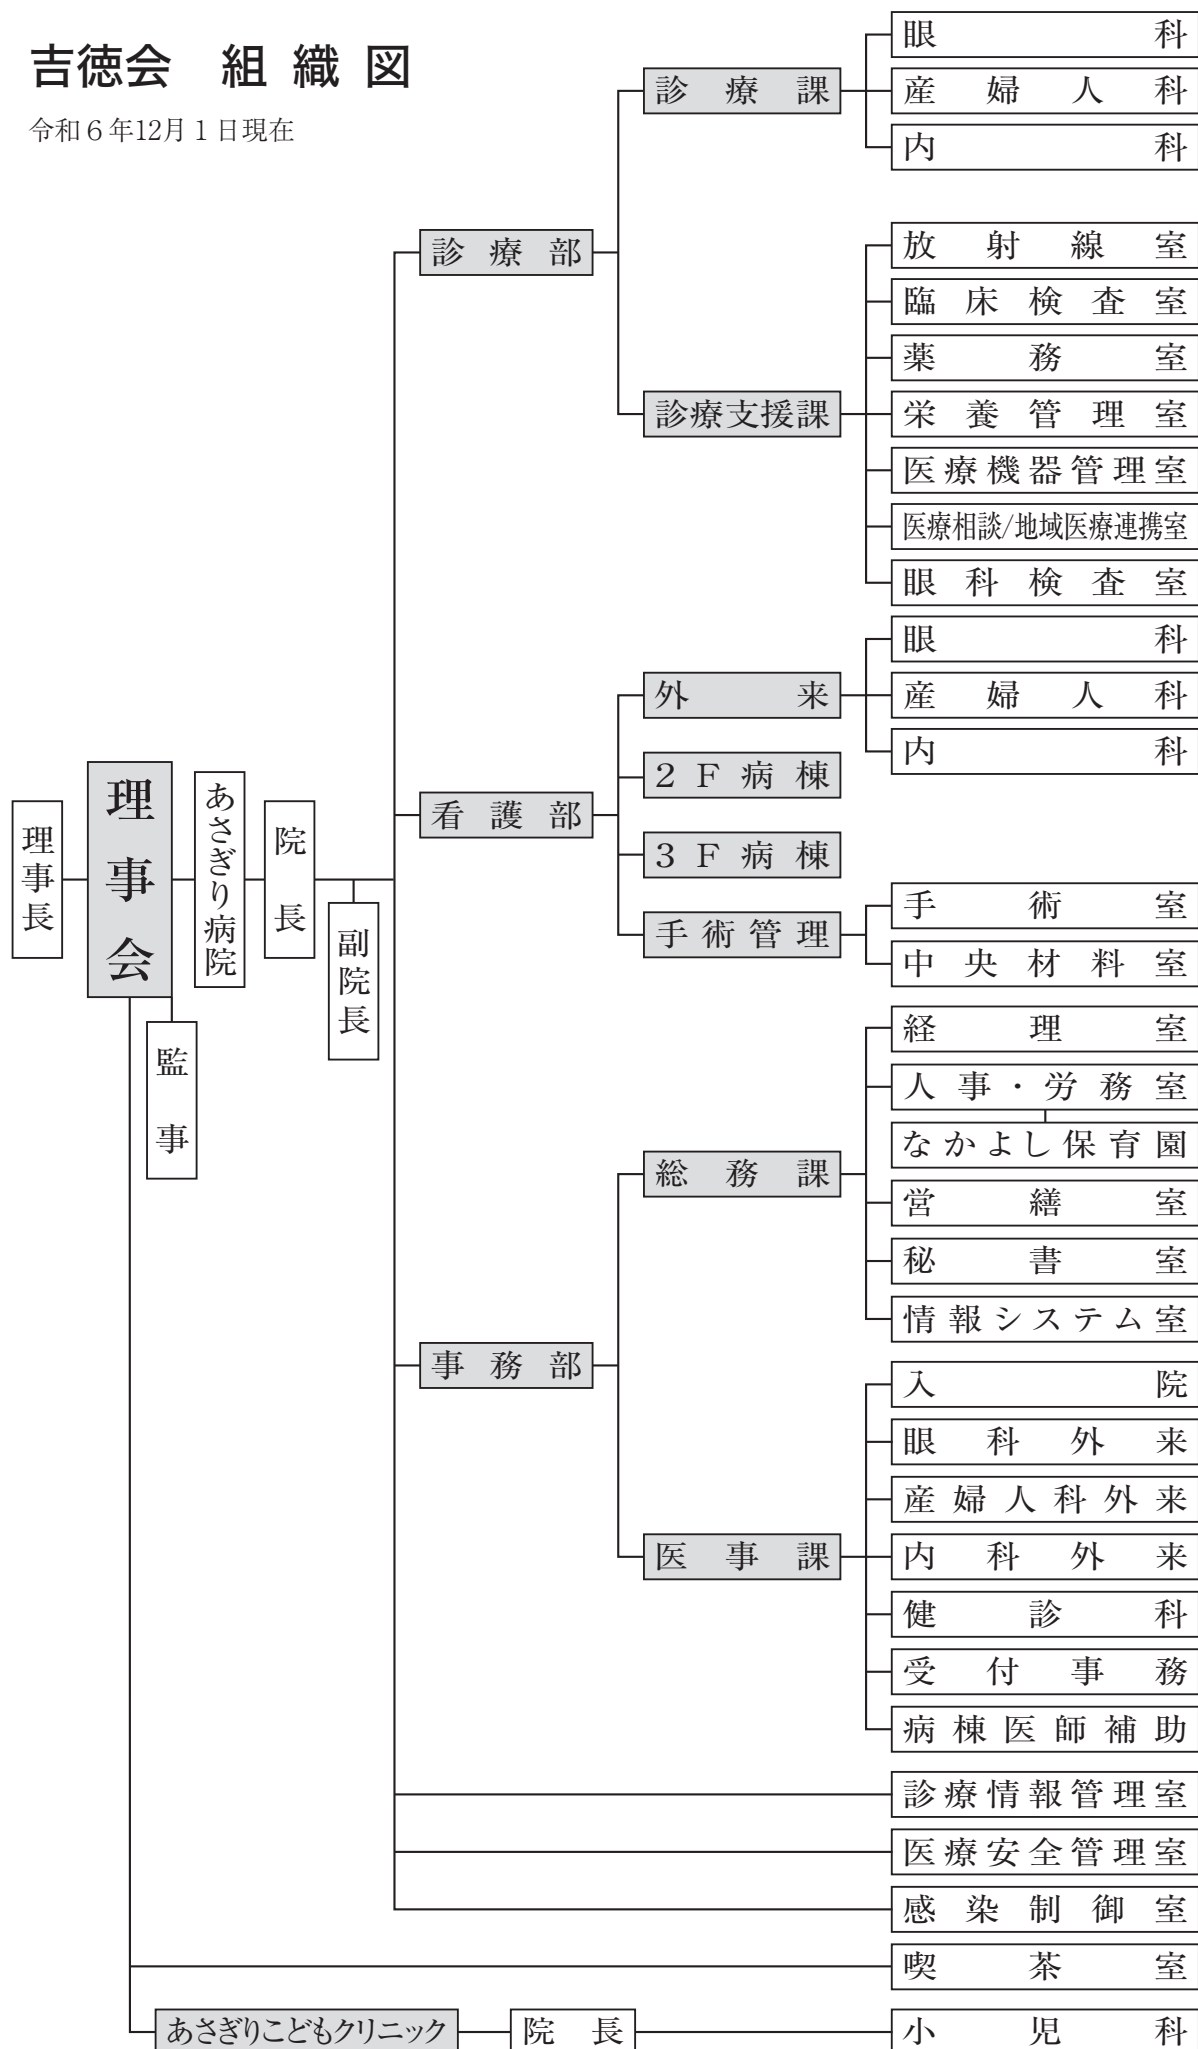 吉徳会 組織図
令和６年12月１日現在
理事長
理事会
監事
あさぎり病院
院長
副院長
診療部
診療課
眼科
産婦人科
内科
診療支援課
放射線室
臨床検査室
薬務室
栄養管理室
医療機器管理室
医療相談/地域医療連携室
眼科検査室
看護部
外来
眼科
産婦人科
内科
２Ｆ病棟
３Ｆ病棟
手術管理
手術室
中央材料室
事務部
総務課
経理室
人事・労務室
なかよし保育園
営繕室
秘書室
情報システム室
医事課
入院
眼科外来
産婦人科外来
内科外来
健診科
受付事務
病棟医師補助
診療情報管理室
医療安全管理室
感染制御室
喫茶室
あさぎりこどもクリニック
院長
小児科